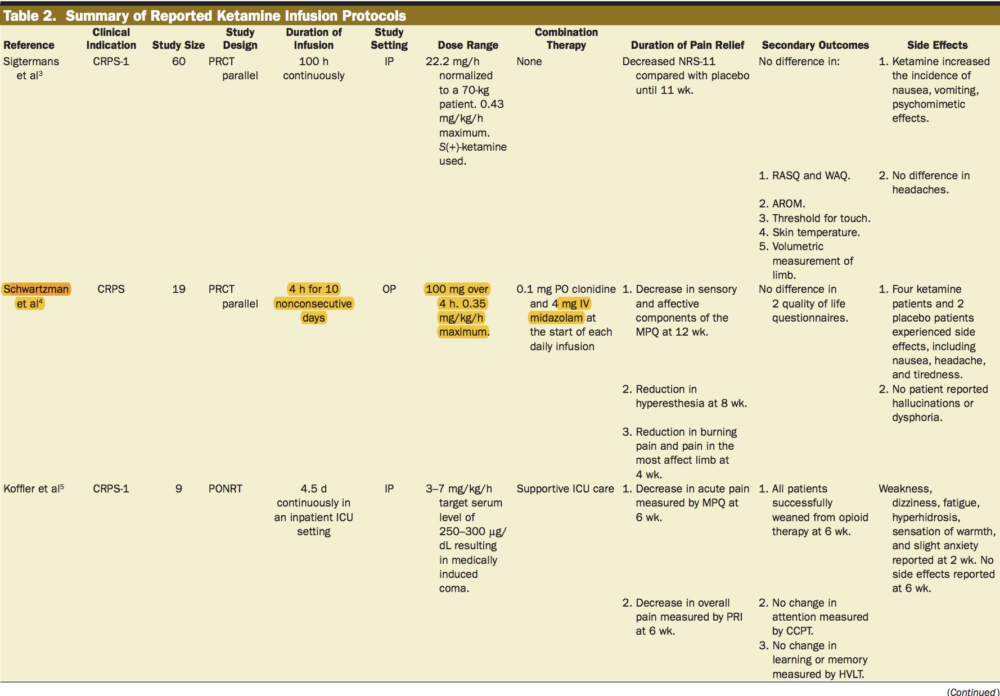 Table 2. Summary of Reported Ketamine Infusion Protocols
Reference
Clinical
Indication
Study Size
Study
Design
Duration of
Infusion
Study
Setting
Dose Range
Combination
Therapy
Duration of Pain Relief
Secondary Outcomes
Side Effects
Sigtermans
et al3
CRPS-1
60
PRCT
parallel
100 h
continuously
IP
22.2 mg/h
normalized
to a 70-kg
patient. 0.43
mg/kg/h
maximum.
S(+)-ketamine
used.
None
Decreased NRS-11
compared with placebo
until 11 wk.
No difference in:
1. RASQ and WAQ.
2. AROM.
3. Threshold for touch.
4. Skin temperature.
5. Volumetric
measurement of
limb.
1. Ketamine increased
the incidence of
nausea, vomiting,
psychomimetic
effects.
2. No difference in
headaches.
Schwartzman
et al4
CRPS
19
PRCT
parallel
4 h for 10
nonconsecutive
days
OP
100 mg over
4 h. 0.35
mg/kg/h
maximum.
0.1 mg PO clonidine
and 4 mg IV
midazolam at
the start of each
daily infusion
1. Decrease in sensory
and affective
components of the
MPQ at 12 wk.
2. Reduction in
hyperesthesia at 8 wk.
3. Reduction in burning
pain and pain in the
most affect limb at
4 wk.
No difference in
2 quality of life
questionnaires.
1. Four ketamine
patients and 2
placebo patients
experienced side
effects, including
nausea, headache,
and tiredness.
2. No patient reported
hallucinations or
dysphoria.
Koffler et al5
CRPS-1
9
PONRT
4.5 d
continuously in
an inpatient ICU
setting
IP
3–7 mg/kg/h
target serum
level of
250–300 μg/
dL resulting
in medically
induced
coma.
Supportive ICU care
1. Decrease in acute pain
measured by MPQ at
6 wk.
2. Decrease in overall
pain measured by PRI
at 6 wk.
1. All patients
successfully
weaned from opioid
therapy at 6 wk.
2. No change in
attention measured
by CCPT.
3. No change in
learning or memory
measured by HVLT.
Weakness,
dizziness, fatigue,
hyperhidrosis,
sensation of warmth,
and slight anxiety
reported at 2 wk. No
side effects reported
at 6 wk.
(Continued)